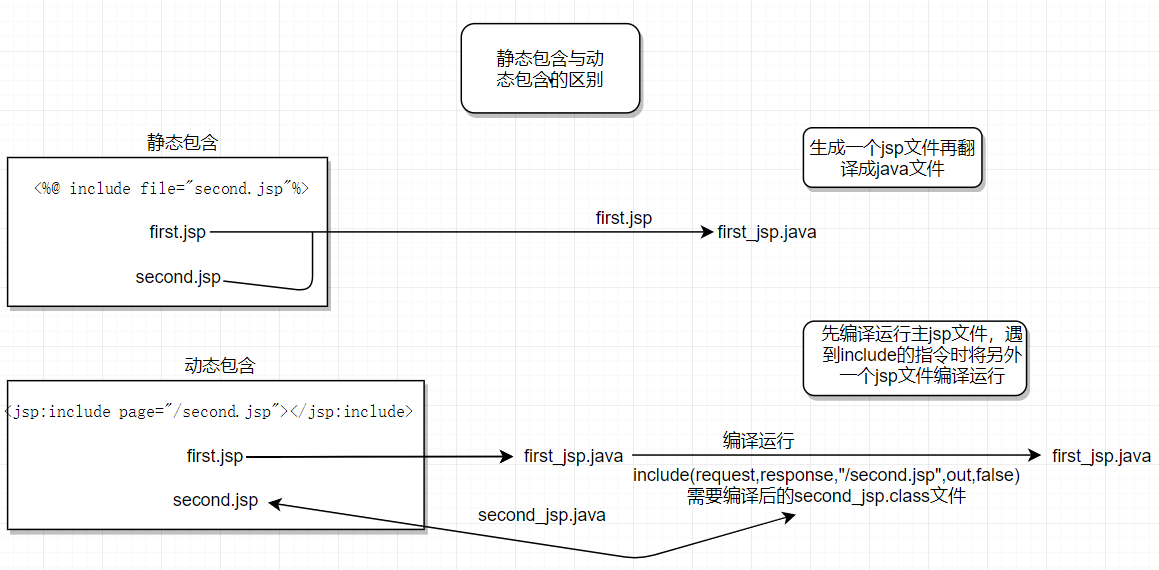 静态包含与动
态包含的区别
静态包含
生成一个jsp文件再翻
译成java文件
<%@ include file="second.jsp"%>
first.jsp
first.jsp
first_jsp.java
second.jsp
先编译运行主jsp文件，遇
到include的指令时将另外
一个jsp文件编译运行
动态包含
<jsp:include page="/second.jsp"></jsp:include>
first.jsp
first_jsp.java
编译运行
first_jsp.java
include(request,response,"/second.jsp",out,false)
需要编译后的second_jsp.class文件
second.jsp
second_jsp.java